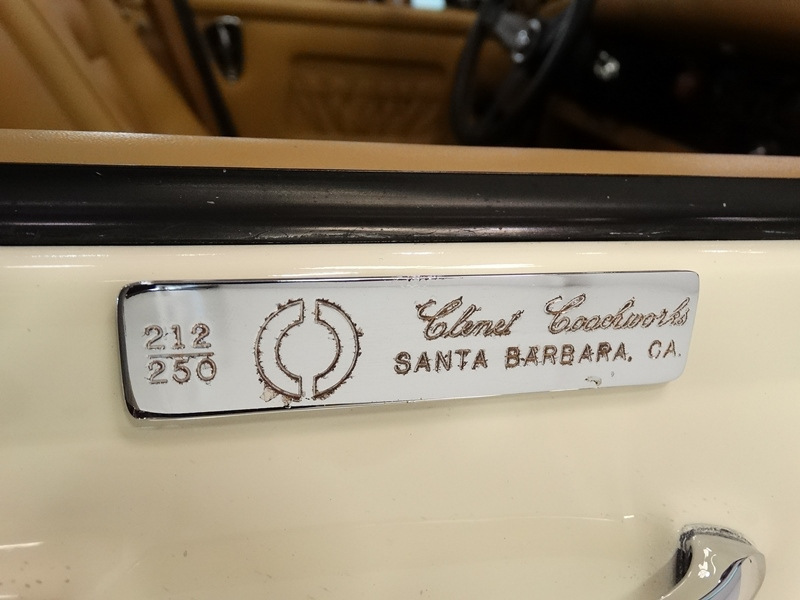 212
250
Clenet Coachworks
SANTA BARBARA, CA.